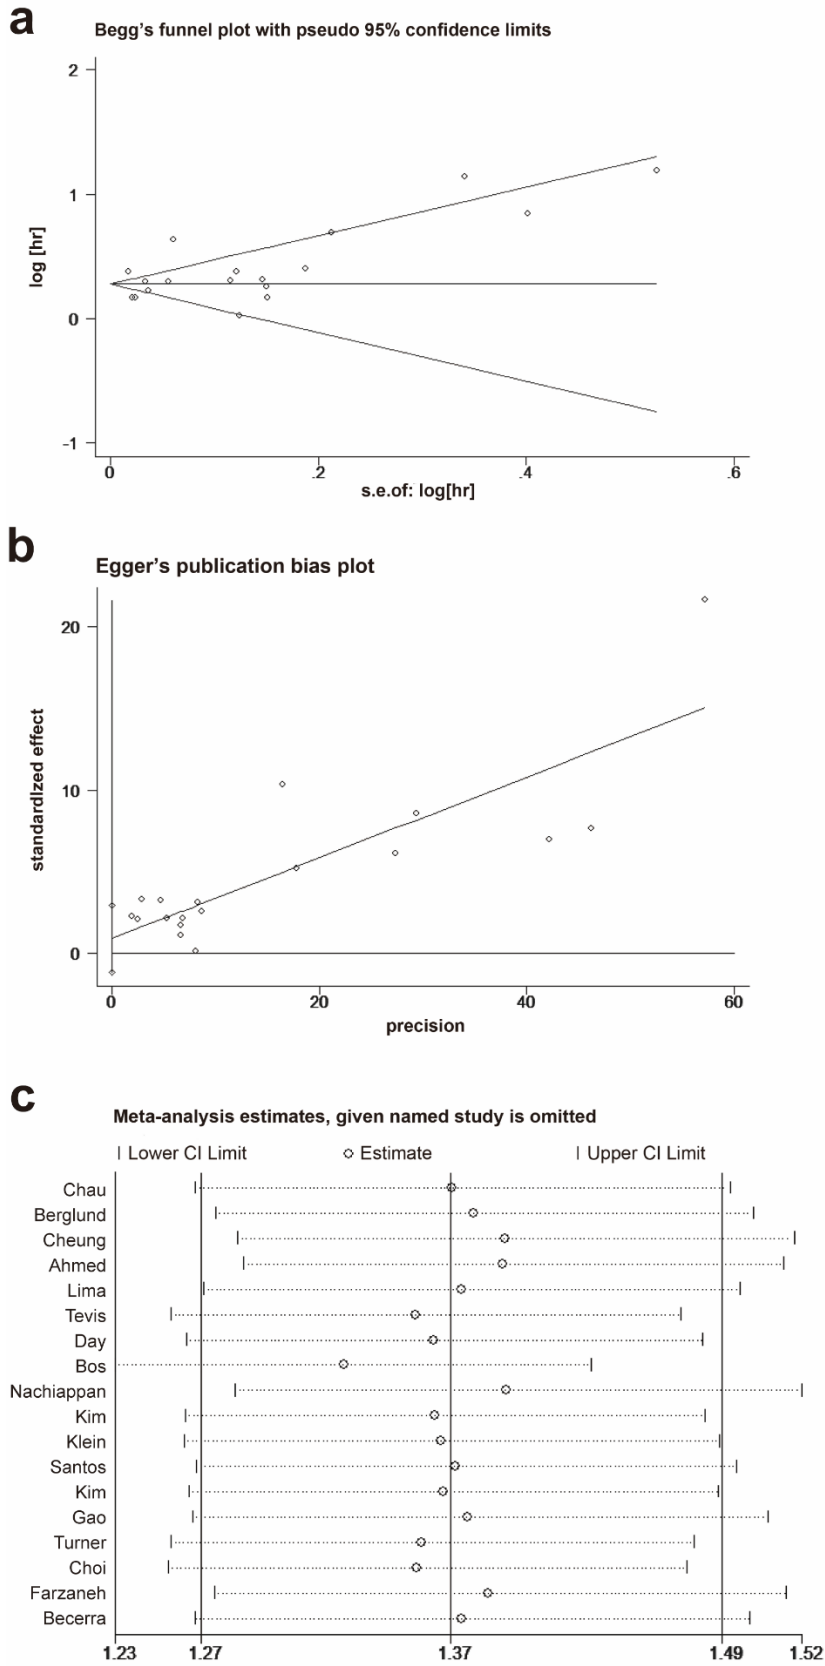 a
Begg’s funnel plot with pseudo 95% confidence limits
2
1
0
-1
log [hr]
0 .2 .4 .6
s.e.of: log[hr]
b
Egger’s publication bias plot
20
10
0
standardIzed effect
0 20 40 60
precision
c
Meta-analysis estimates, given named study is omitted
Lower CI Limit Estimate Upper CI Limit
Chau
Berglund
Cheung
Ahmed
Lima
Tevis
Day
Bos
Nachiappan
Kim
Klein
Santos
Kim
Gao
Turner
Choi
Farzaneh
Becerra
1.23 1.27 1.37 1.49 1.52